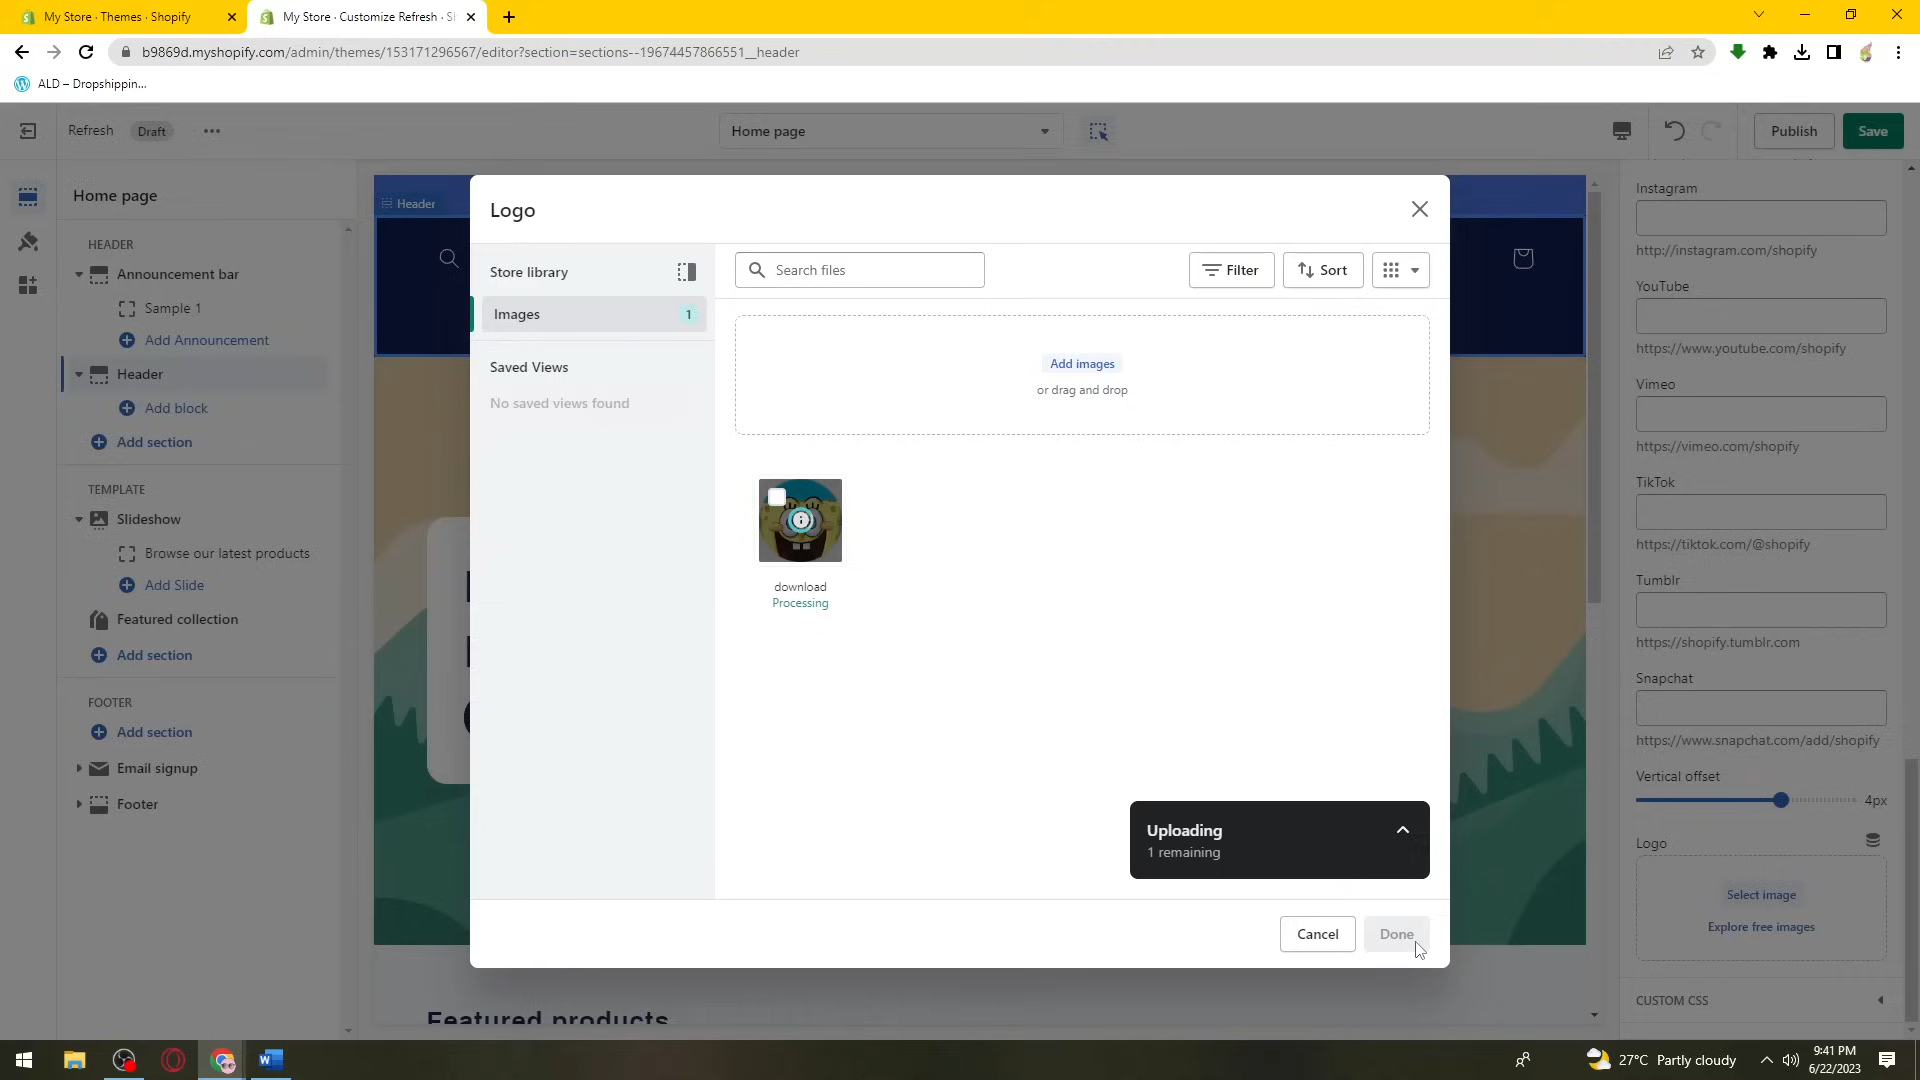 My Store · Themes · Shopify
My Store · Customize Refresh · Sh
b9869d.myshopify.com/admin/themes/153171296567/editor?section=sections--19674457866551__header
ALD – Dropshippin...
Refresh
Draft
Home page
Publish
Save
Home page
HEADER
Announcement bar
Sample 1
Add Announcement
Header
Add block
Add section
TEMPLATE
Slideshow
Browse our latest products
Add Slide
Featured collection
Add section
FOOTER
Add section
Email signup
Footer
Header
Featured products
Logo
Store library
Images
1
Saved Views
No saved views found
Search files
Filter
Sort
Add images
or drag and drop
download
Processing
Uploading
1 remaining
Cancel
Done
Instagram
http://instagram.com/shopify
YouTube
https://www.youtube.com/shopify
Vimeo
https://vimeo.com/shopify
TikTok
https://tiktok.com/@shopify
Tumblr
https://shopify.tumblr.com
Snapchat
https://www.snapchat.com/add/shopify
Vertical offset
4px
Logo
Select image
Explore free images
CUSTOM CSS
27°C Partly cloudy
9:41 PM
6/22/2023